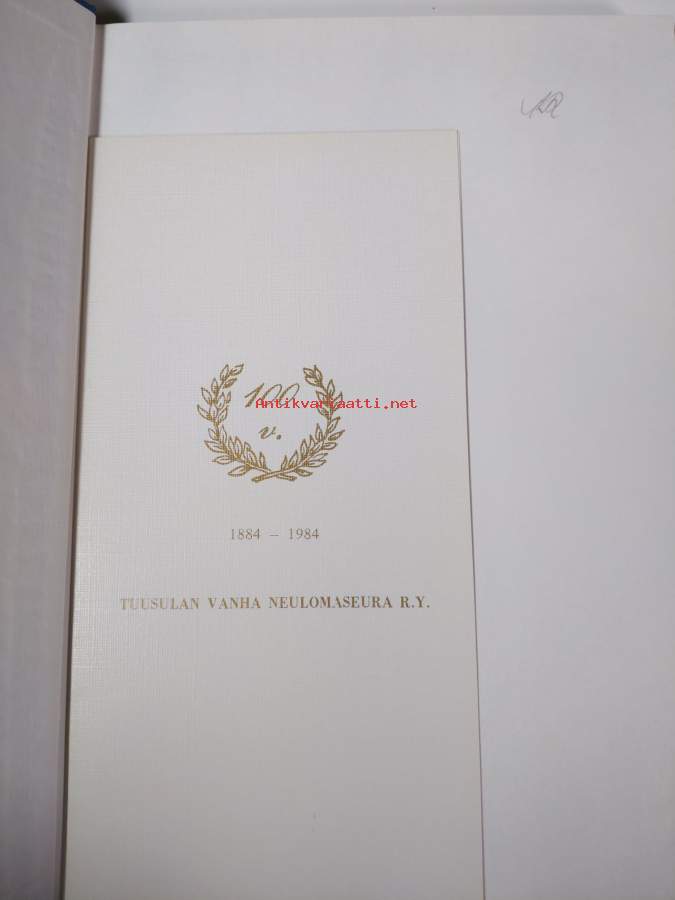 100
Antikvariaatti.net
v.
1884 – 1984
TUUSULAN VANHA NEULOMASEURA R.Y.